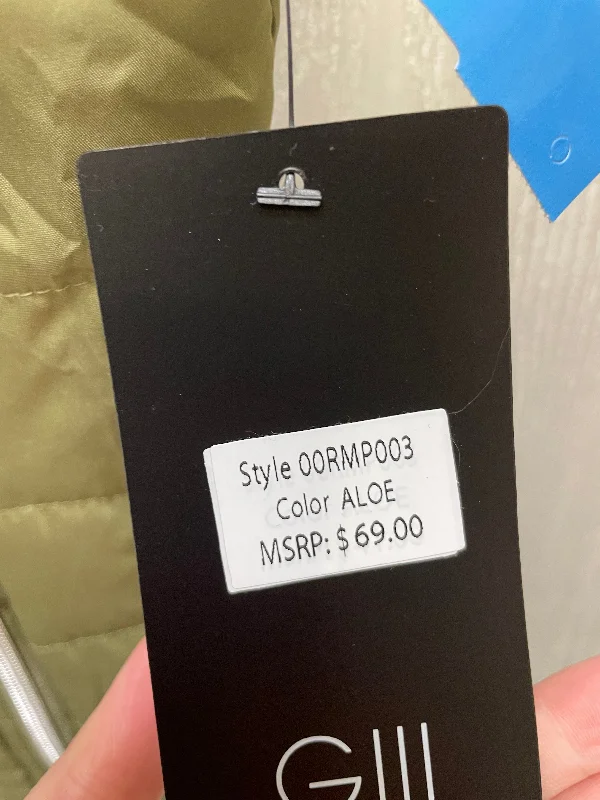 Style 00RMP003
Color ALOE
MSRP: $69.00
GIII